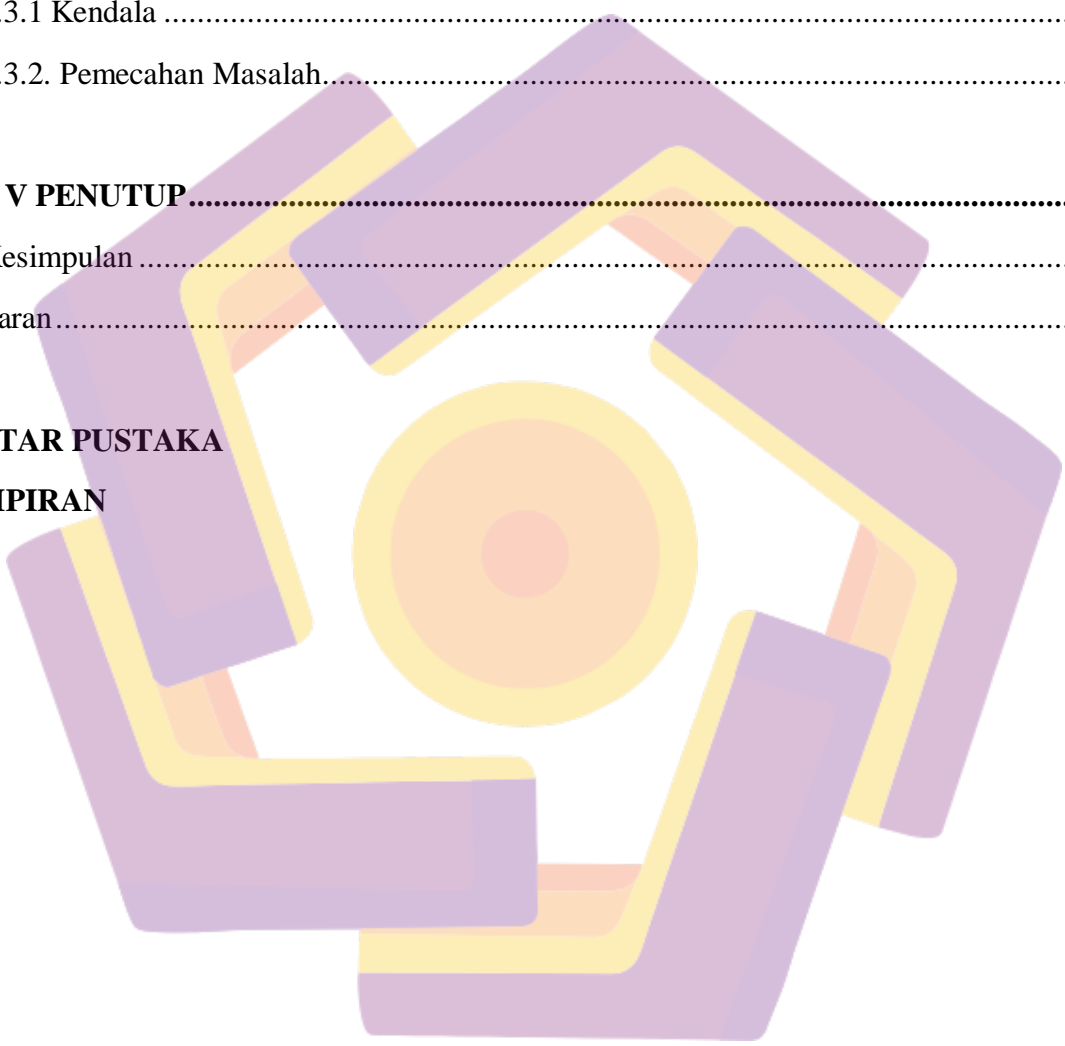 .3.1 Kendala ....................................................................................................................
.3.2. Pemecahan Masalah..............................................................................................
V PENUTUP..............................................................................................................
esimpulan ....................................................................................................................
aran..............................................................................................................................
TAR PUSTAKA
IPIRAN